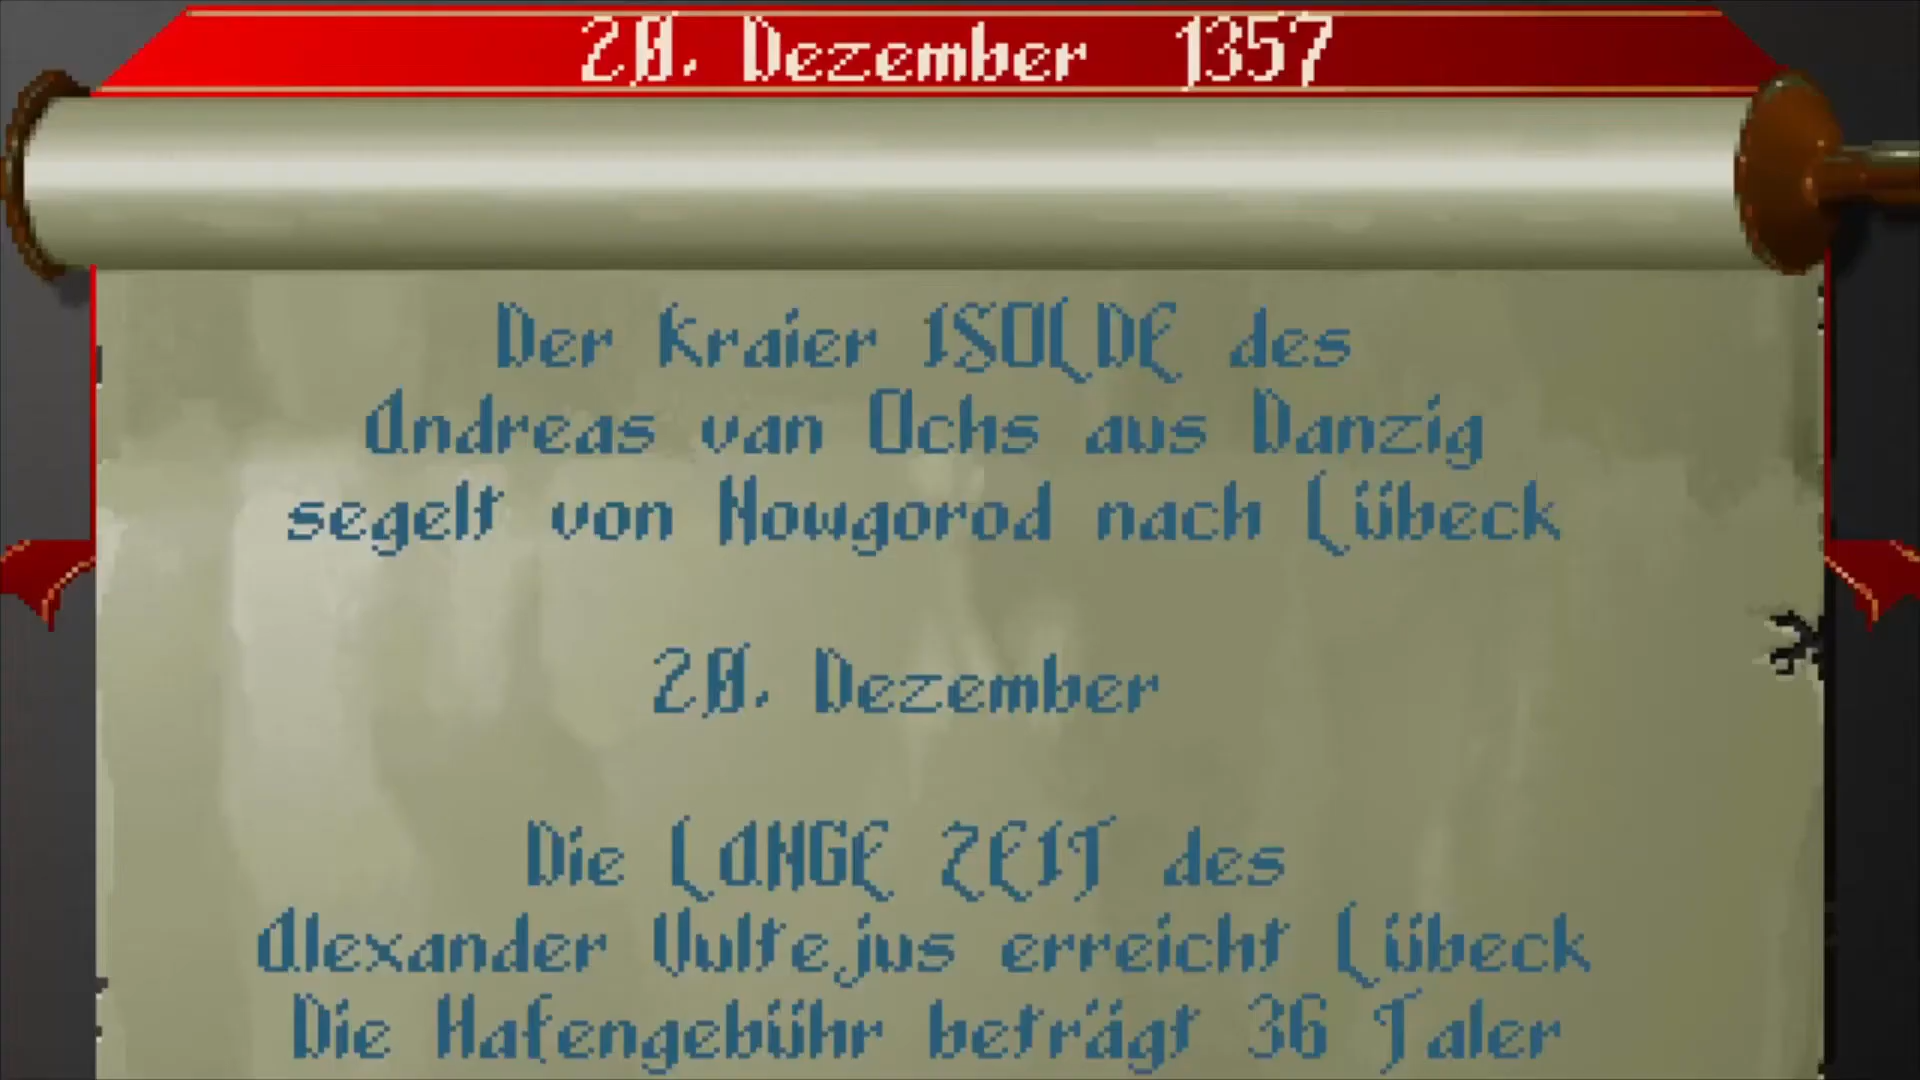 20. Dezember 1357
Der Kraier ISOLDE des
Andreas van Ochs aus Danzig
segelt von Nowgorod nach Lübeck
20. Dezember
Die LANGE ZEIT des
Alexander Vultejus erreicht Lübeck
Die Hafengebühr beträgt 36 Taler